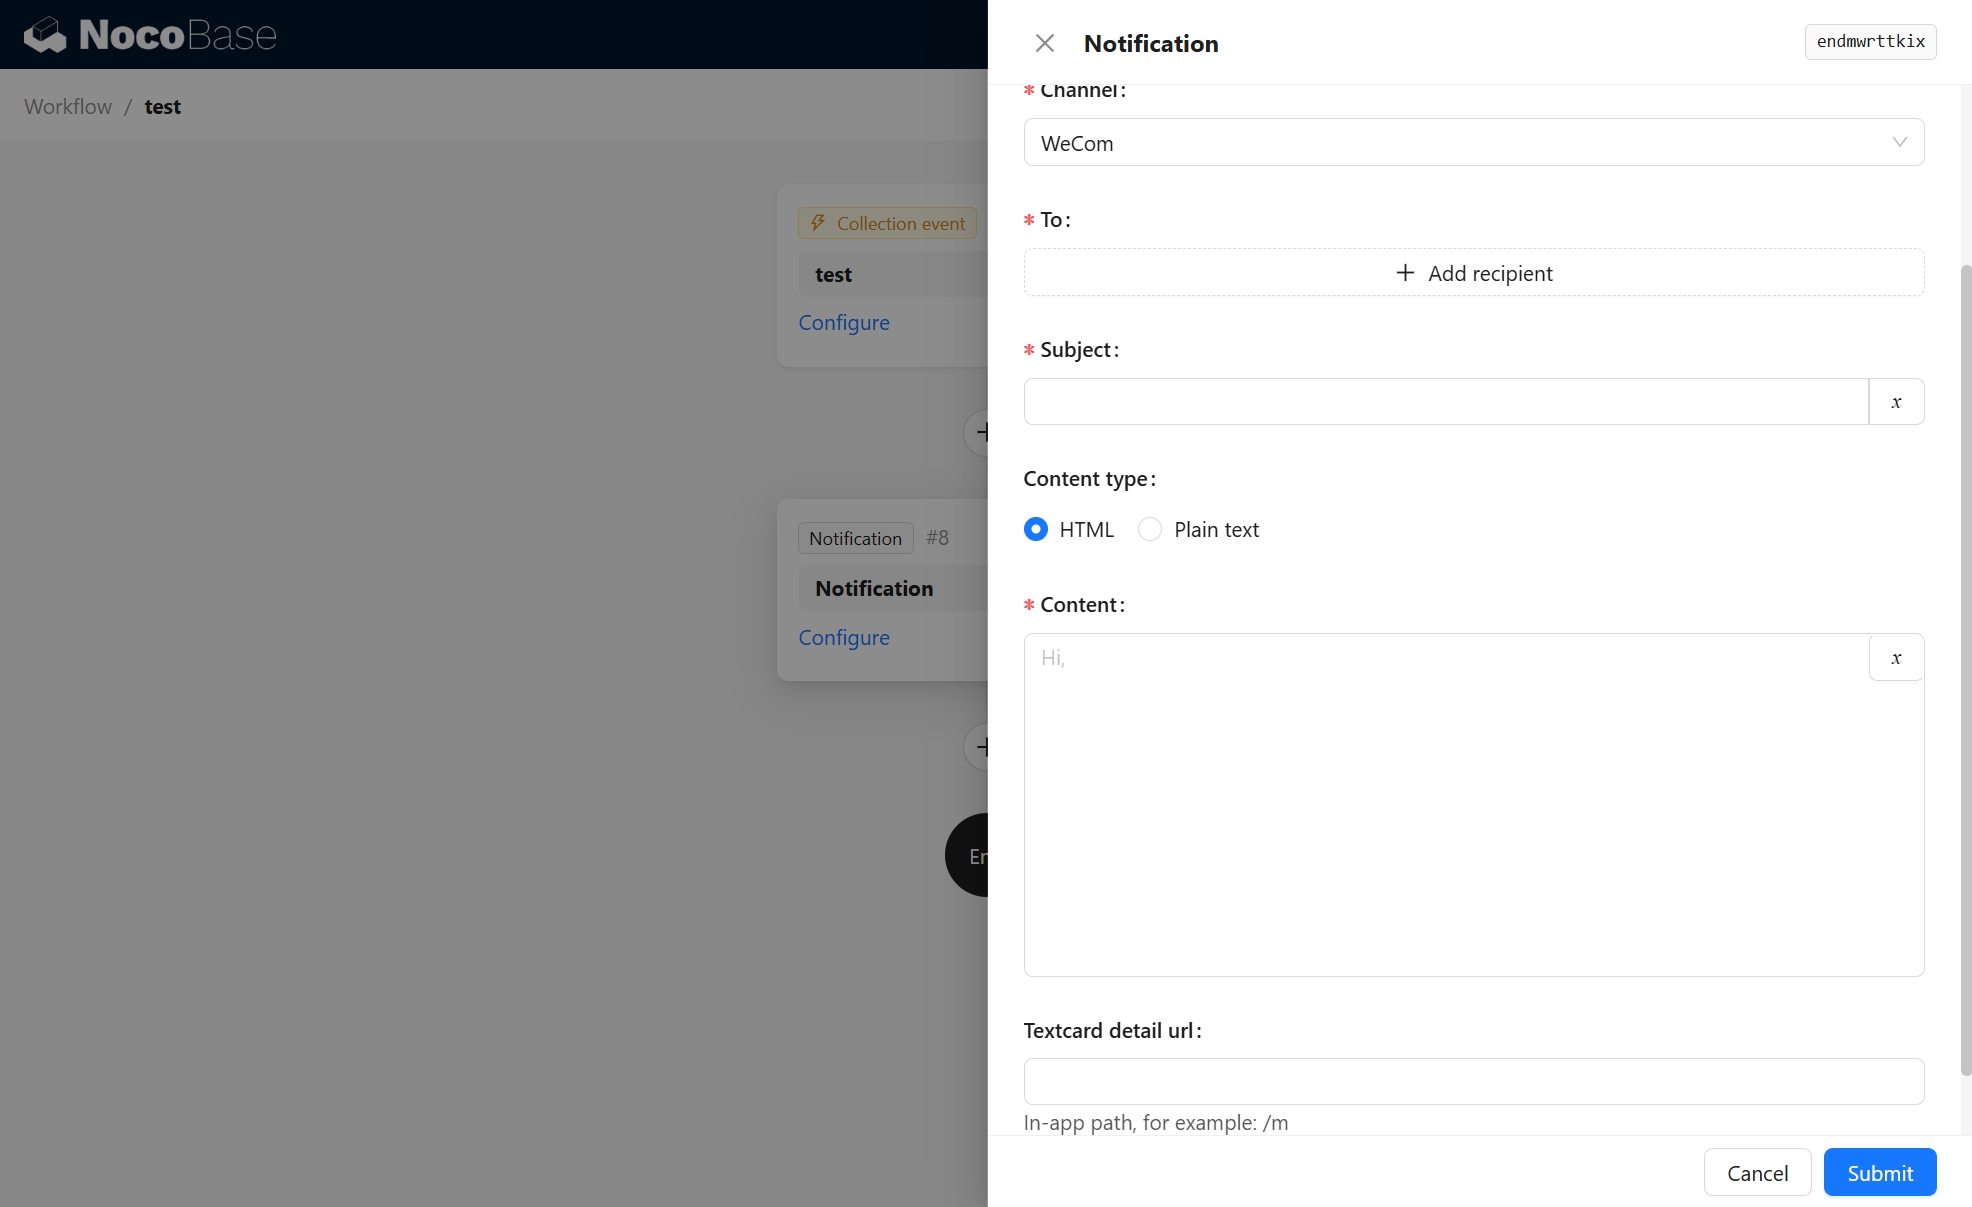 NocoBase
Workflow / test
Collection event
test
Configure
Notification #8
Notification
Configure
En
Notification
endmwrttkix
* Channel:
WeCom
* To:
+ Add recipient
* Subject:
x
Content type:
HTML Plain text
* Content:
Hi,
x
Textcard detail url:
In-app path, for example: /m
Cancel Submit